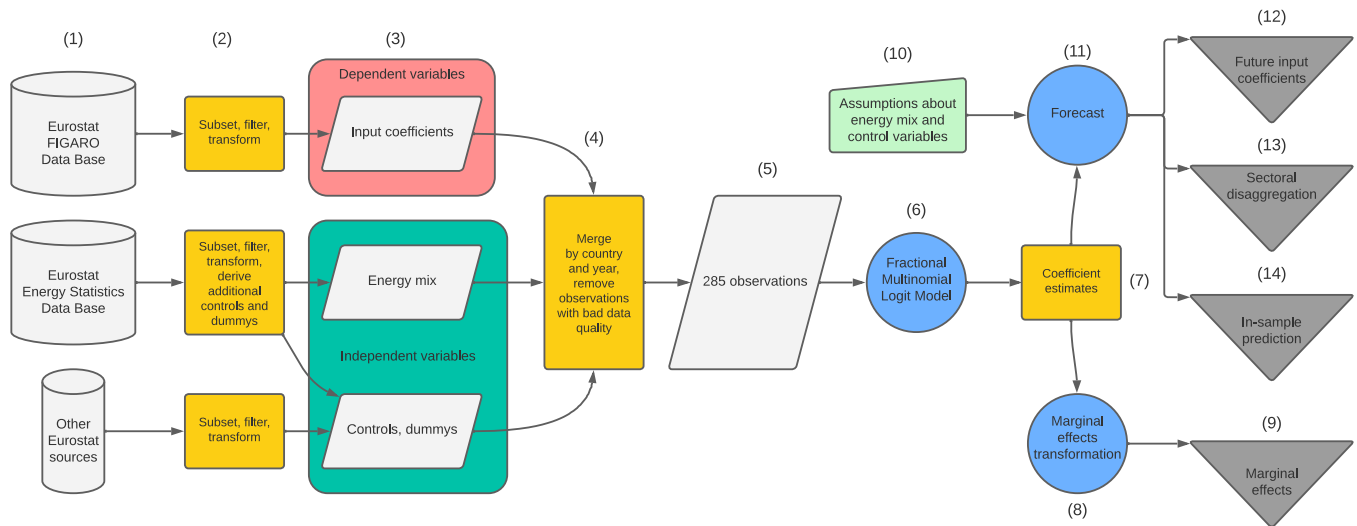 (1)
Eurostat
FIGARO
Data Base
Eurostat
Energy Statistics
Data Base
Other
Eurostat
sources
(2)
Subset, filter,
transform
Subset, filter,
transform, derive
additional
controls and
dummys
Subset, filter,
transform
(3)
Dependent variables
Input coefficients
Energy mix
Independent variables
Controls, dummys
(4)
Merge
by country
and year,
remove
observations
with bad data
quality
(5)
285 observations
(6)
Fractional
Multinomial
Logit Model
(7)
Coefficient
estimates
(8)
Marginal
effects
transformation
(9)
Marginal
effects
(10)
Assumptions about
energy mix and
control variables
(11)
Forecast
(12)
Future input
coefficients
(13)
Sectoral
disaggregation
(14)
In-sample
prediction